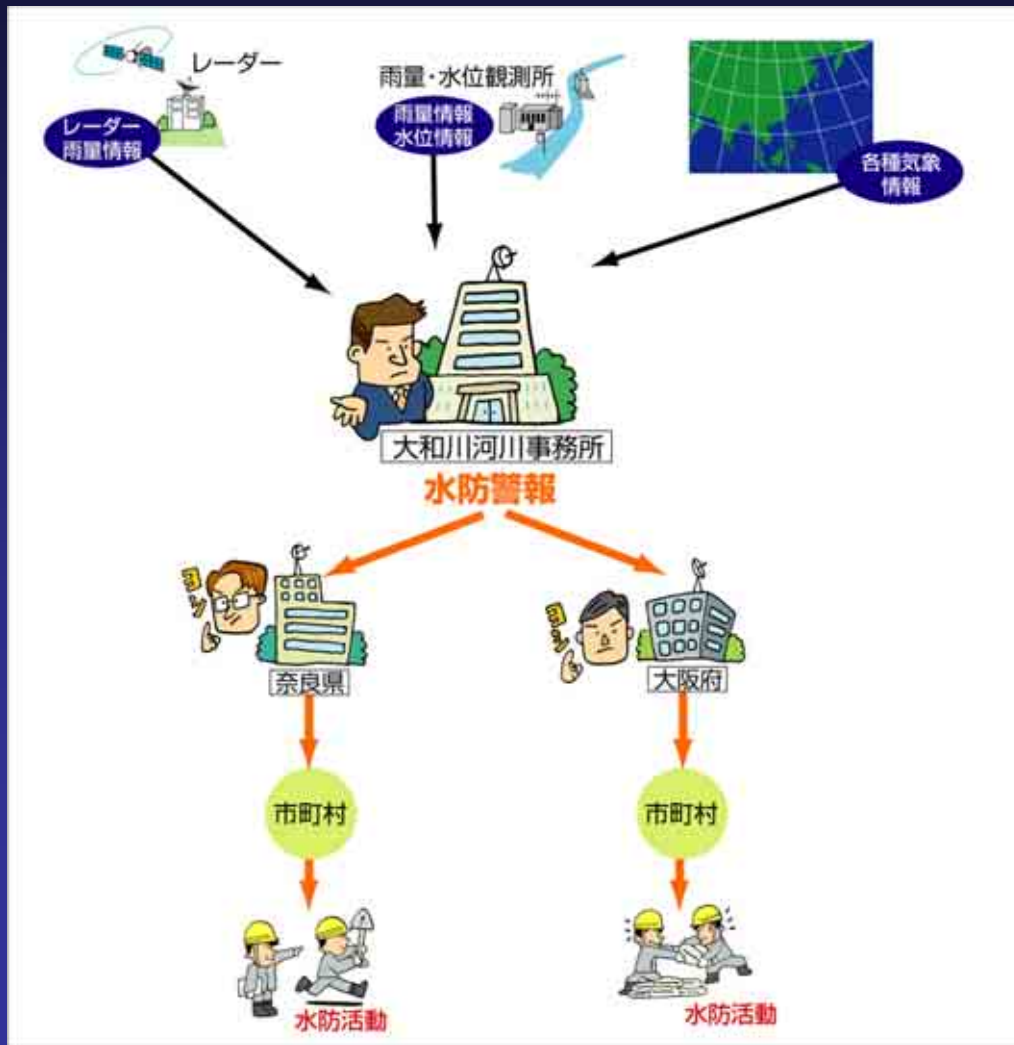 レーダー
レーダー
雨量情報
雨量・水位観測所
雨量情報
水位情報
各種気象
情報
大和川河川事務所
水防警報
ヨシ
奈良県
ヨシ
大阪府
市町村
市町村
水防活動
水防活動